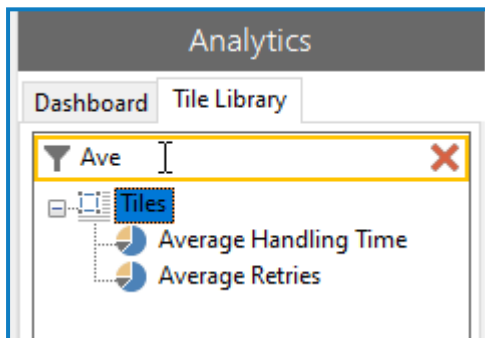 Analytics
Dashboard Tile Library
Ave
Tiles
Average Handling Time
Average Retries